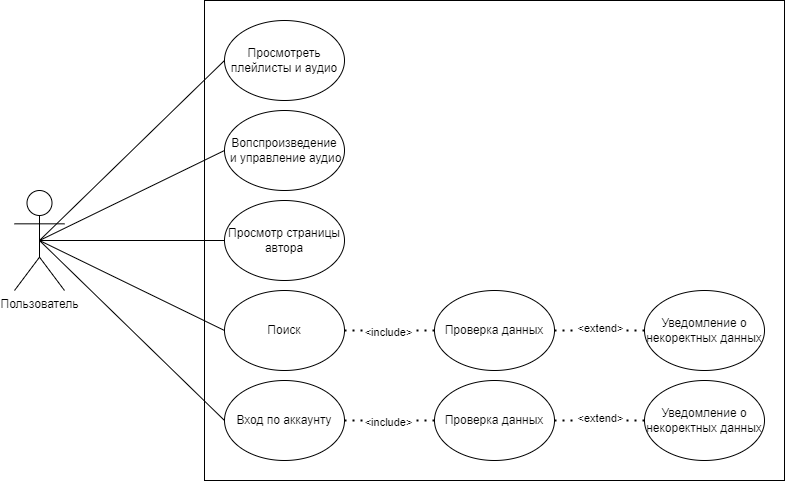 Просмотреть
плейлисты и аудио
Вопспроизведение
и управление аудио
Просмотр страницы
автора
Пользователь
Поиск
<include>
Проверка данных
<extend>
Уведомление о
некоректных данных
Вход по аккаунту
<include>
Проверка данных
<extend>
Уведомление о
некоректных данных